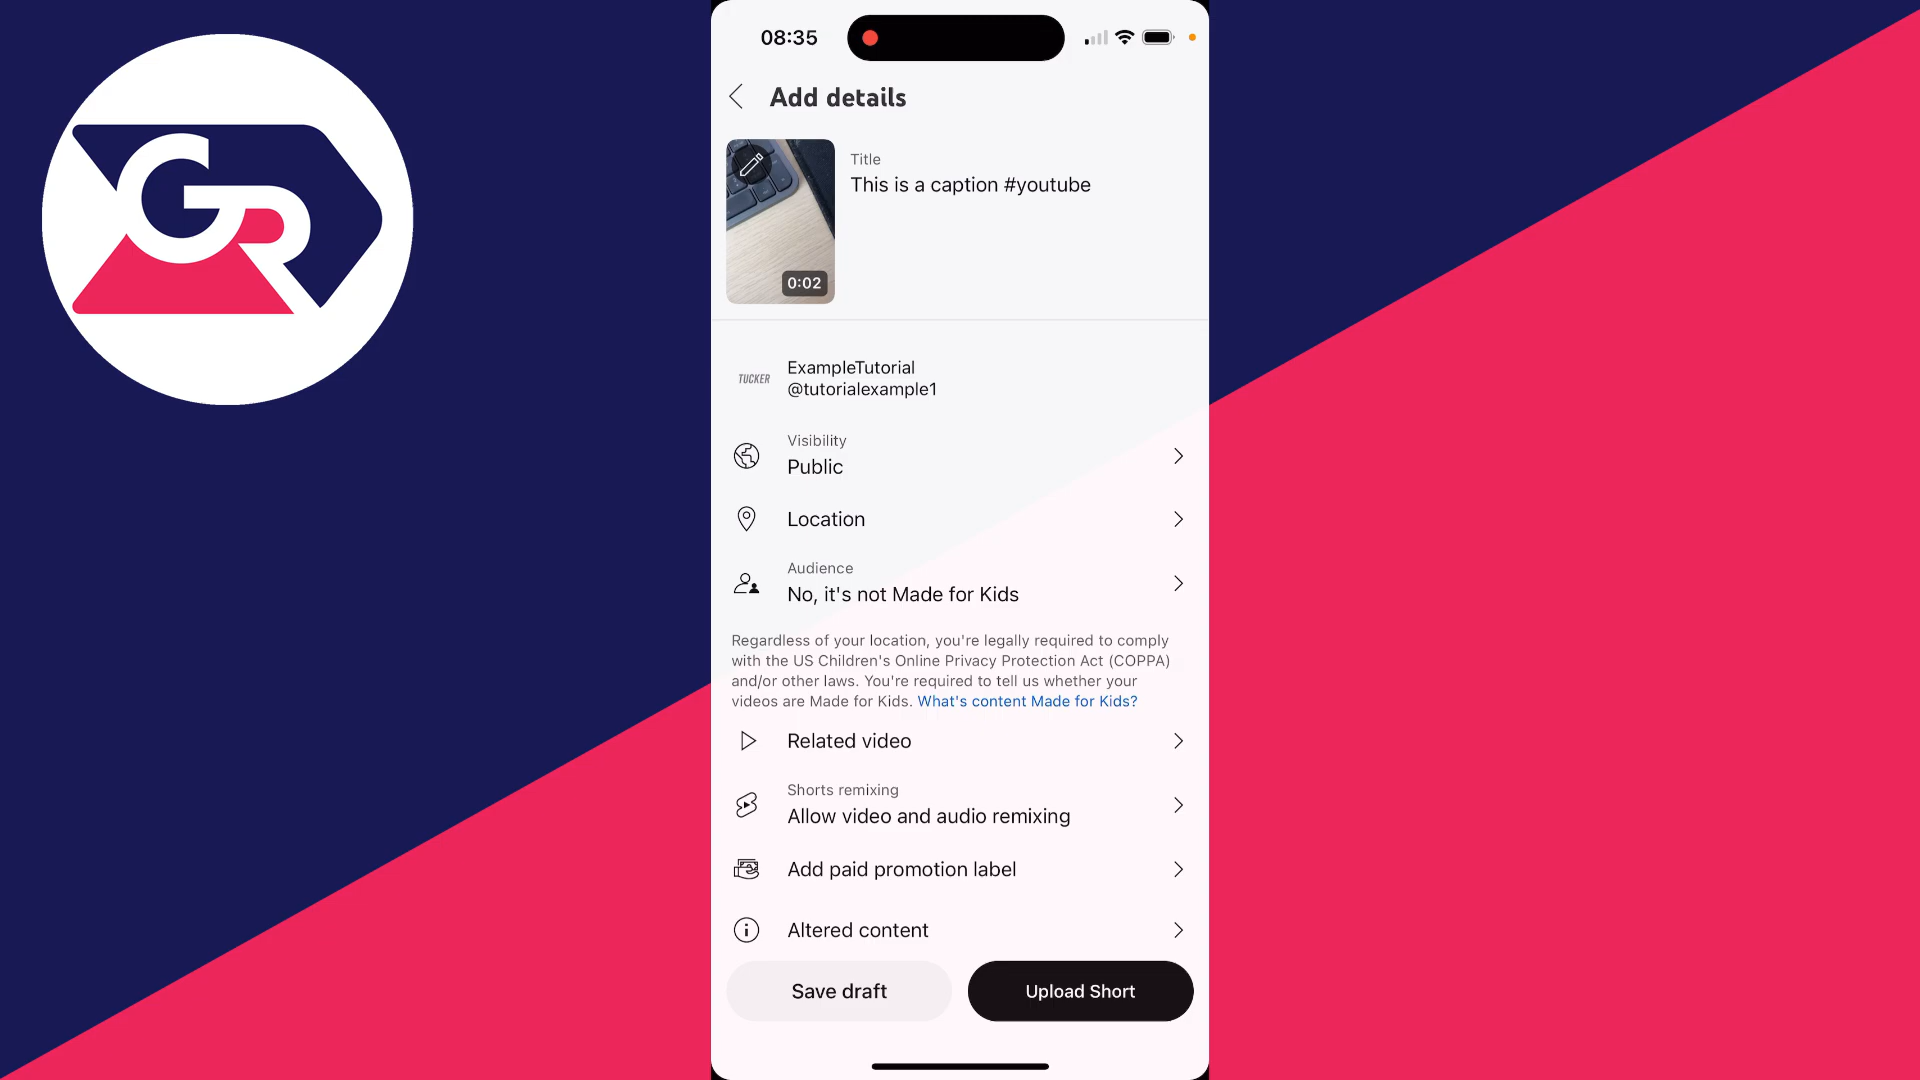 GR
08:35
Add details
Title
This is a caption #youtube
0:02
TUCKER
ExampleTutorial
@tutorialexample1
Visibility
Public
Location
Audience
No, it's not Made for Kids
Regardless of your location, you're legally required to comply
with the US Children's Online Privacy Protection Act (COPPA)
and/or other laws. You're required to tell us whether your
videos are Made for Kids. What's content Made for Kids?
Related video
Shorts remixing
Allow video and audio remixing
Add paid promotion label
Altered content
Save draft
Upload Short